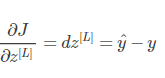 ∂J/∂z^[L] = dz^[L] = ŷ − y